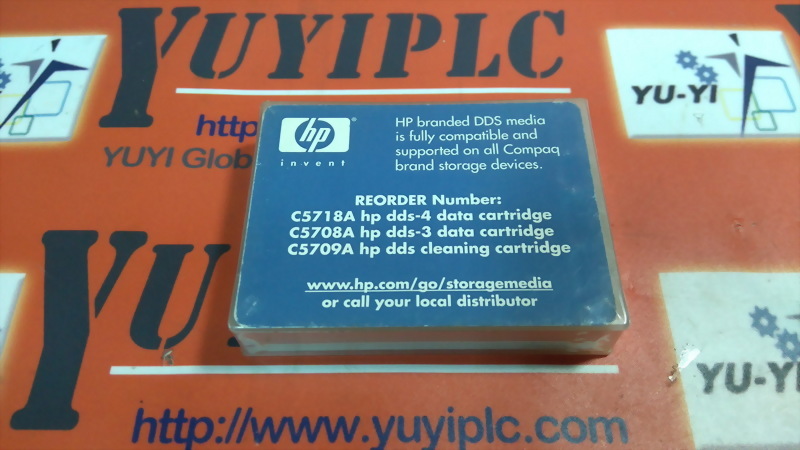 YUYIPLC
YU-YI
http
YUYI Glob
hp
invent
HP branded DDS media
is fully compatible and
supported on all Compaq
brand storage devices.
REORDER Number:
C5718A hp dds-4 data cartridge
C5708A hp dds-3 data cartridge
C5709A hp dds cleaning cartridge
www.hp.com/go/storagemedia
or call your local distributor
YU
YU-YI
http://www.yuyiplc.com